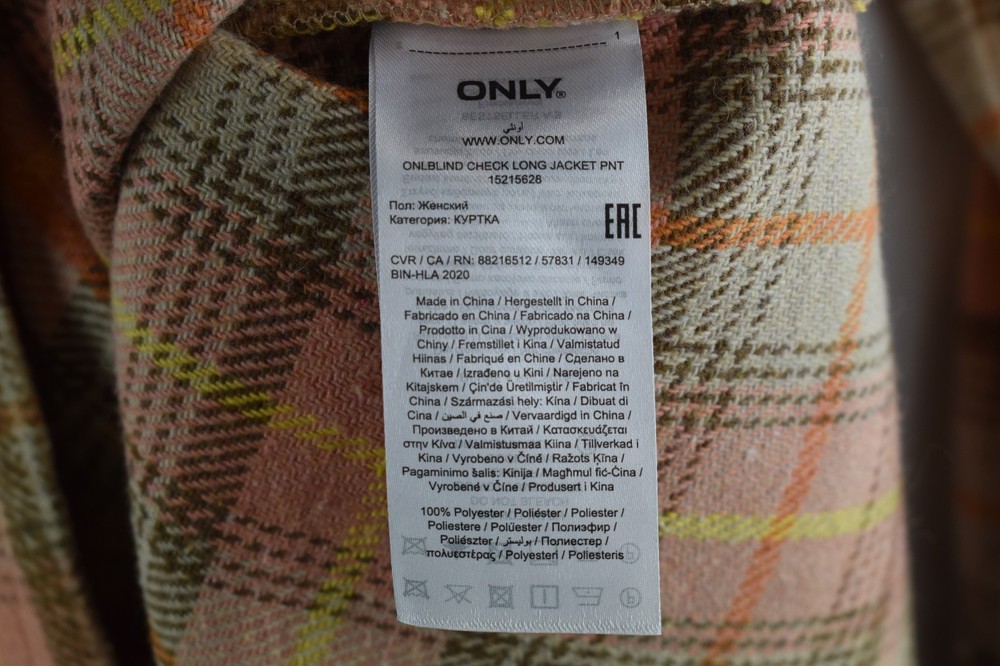 1
ONLY®
أونلي
WWW.ONLY.COM
ONLBLIND CHECK LONG JACKET PNT
15215628
Пол: Женский
Категория: КУРТКА
EAC
CVR / CA / RN: 88216512 / 57831 / 149349
BIN-HLA 2020
Made in China / Hergestellt in China /
Fabricado en China / Fabricado na China /
Prodotto in Cina / Wyprodukowano w
Chiny / Fremstillet i Kina / Valmistatud
Hiinas / Fabriqué en Chine / Сделано в
Китае / Izrađeno u Kini / Narejeno na
Kitajskem / Çin'de Üretilmiştir / Fabricat în
China / Származási hely: Kína / Dibuat di
Cina / صنع في الصين / Vervaardigd in China /
Произведено в Китай / Κατασκευάζεται
στην Κίνα / Valmistusmaa Kiina / Tillverkad i
Kina / Vyrobeno v Číně / Ražots Ķīna /
Pagaminimo šalis: Kinija / Magħmul fiċ-Ċina /
Vyrobené v Číne / Produsert i Kina
100% Polyester / Poliéster / Poliester /
Poliestere / Polüester / Полиэфир /
Poliészter / بوليستر / Полиестер /
πολυεστέρας / Polyesteri / Poliesteris